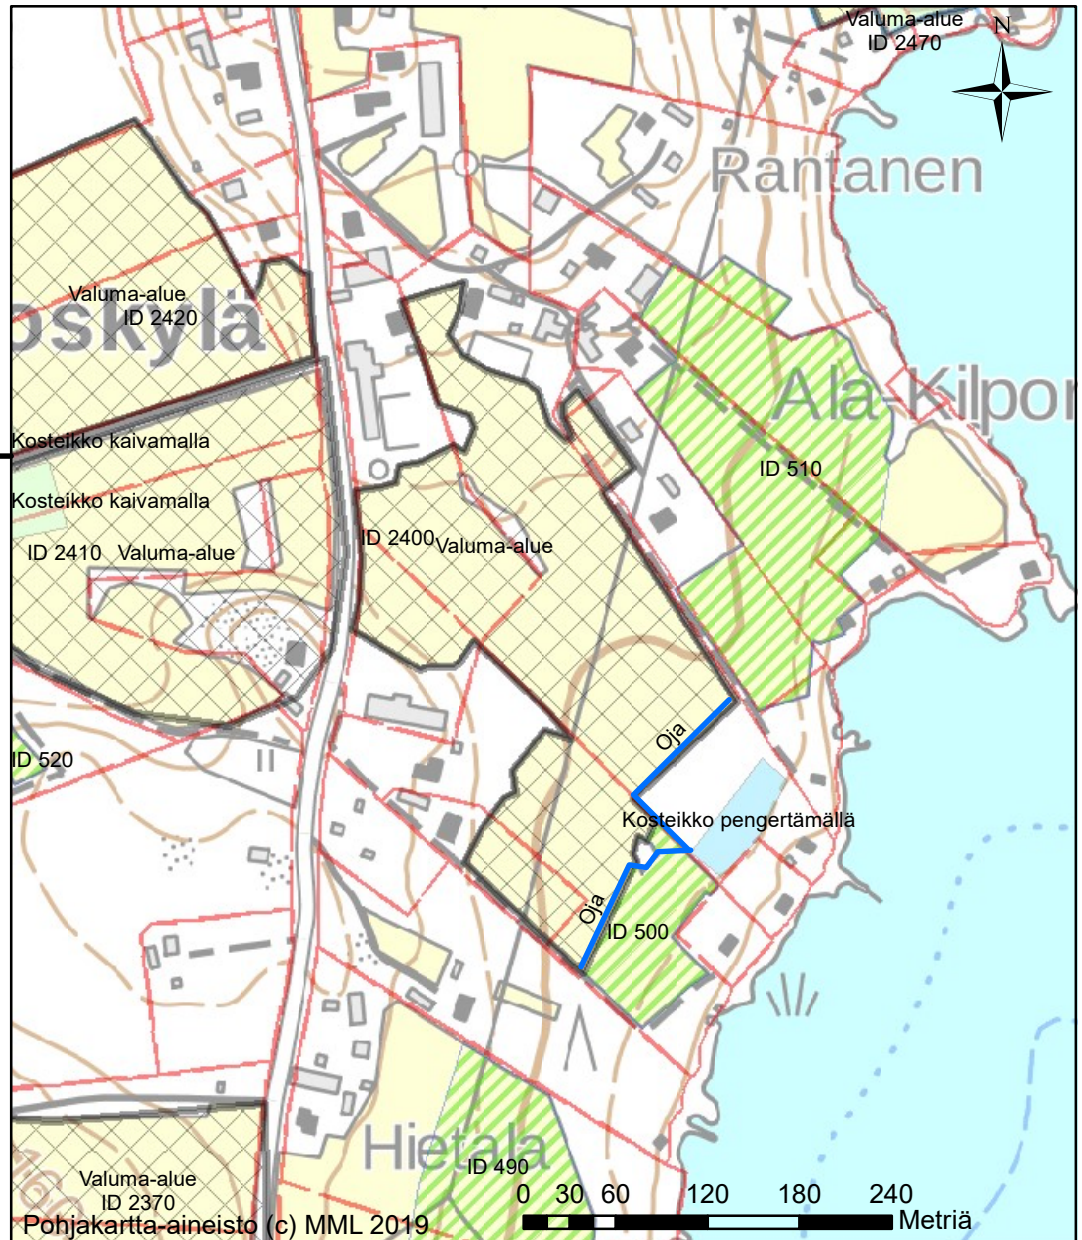 Valuma-alue
ID 2470
N
Rantanen
Valuma-alue
ID 2420
oskylä
Ala-Kilpor
Kosteikko kaivamalla
ID 510
Kosteikko kaivamalla
ID 2400 Valuma-alue
ID 2410 Valuma-alue
Oja
ID 520
Kosteikko pengertämällä
Oja
ID 500
Hietala
ID 490
Valuma-alue
ID 2370
0 30 60 120 180 240
Metriä
Pohjakartta-aineisto (c) MML 2019